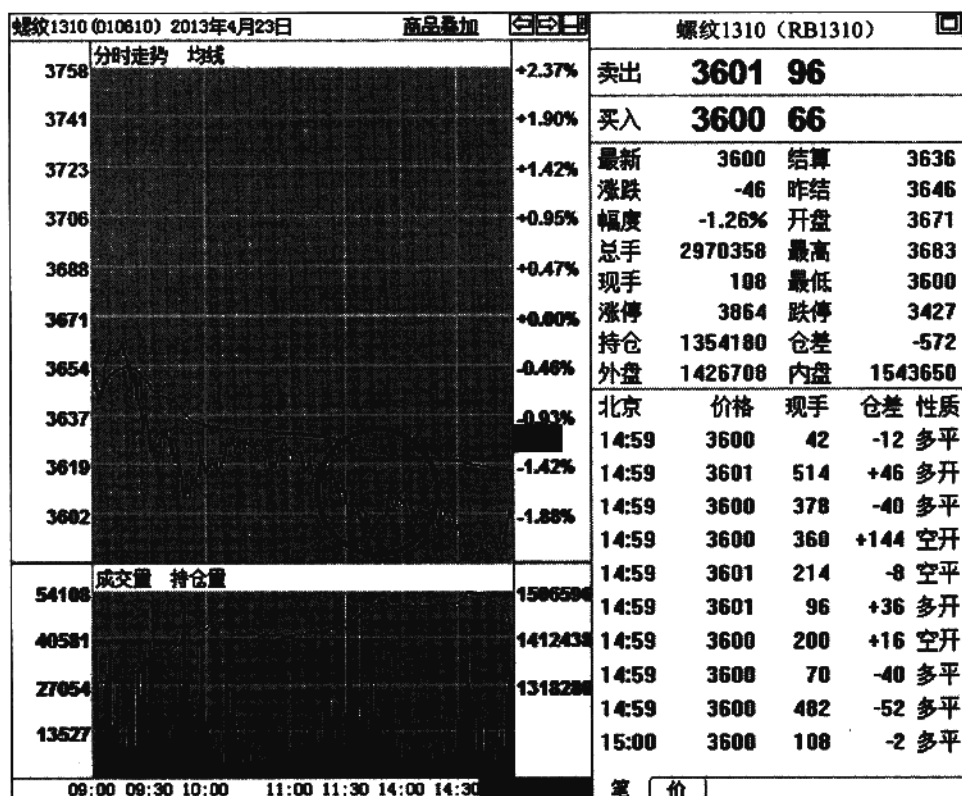 螺纹1310 (010610) 2013年4月23日 商品叠加
分时走势 均线
3758 +2.37%
3741 +1.90%
3723 +1.42%
3706 +0.95%
3688 +0.47%
3671 +0.00%
3654 -0.46%
3637 -0.93%
3619 -1.42%
3602 -1.88%
成交量 持仓量
54108
40581
27054
13527
09:00 09:30 10:00 11:00 11:30 14:00 14:30
螺纹1310 (RB1310)
卖出 3601 96
买入 3600 66
最新 3600 结算 3636
涨跌 -46 昨结 3646
幅度 -1.26% 开盘 3671
总手 2970358 最高 3683
现手 108 最低 3600
涨停 3864 跌停 3427
持仓 1354180 仓差 -572
外盘 1426708 内盘 1543650
北京 价格 现手 仓差 性质
14:59 3600 42 -12 多平
14:59 3601 514 +46 多开
14:59 3600 378 -40 多平
14:59 3600 360 +144 空开
14:59 3601 214 -8 空平
14:59 3601 96 +36 多开
14:59 3600 200 +16 空开
14:59 3600 70 -40 多平
14:59 3600 482 -52 多平
15:00 3600 108 -2 多平
笔 价